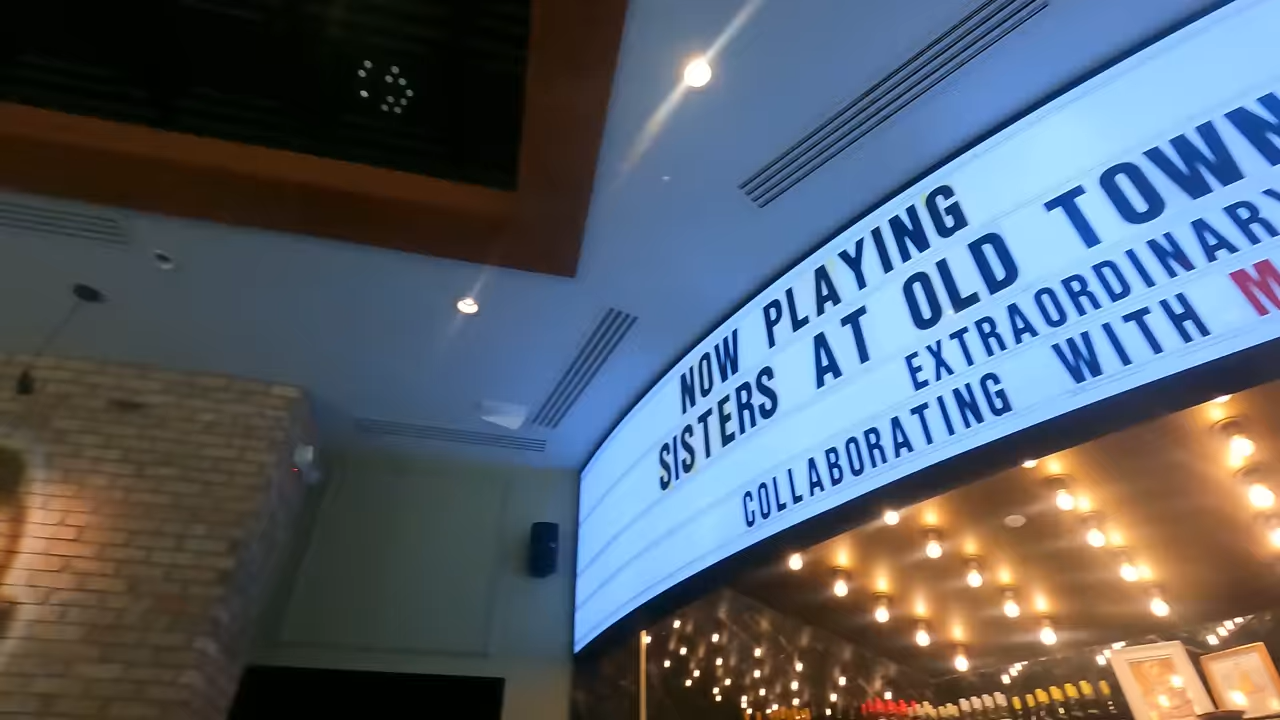 NOW PLAYING
SISTERS AT OLD TOWN
EXTRAORDINARY
COLLABORATING WITH M